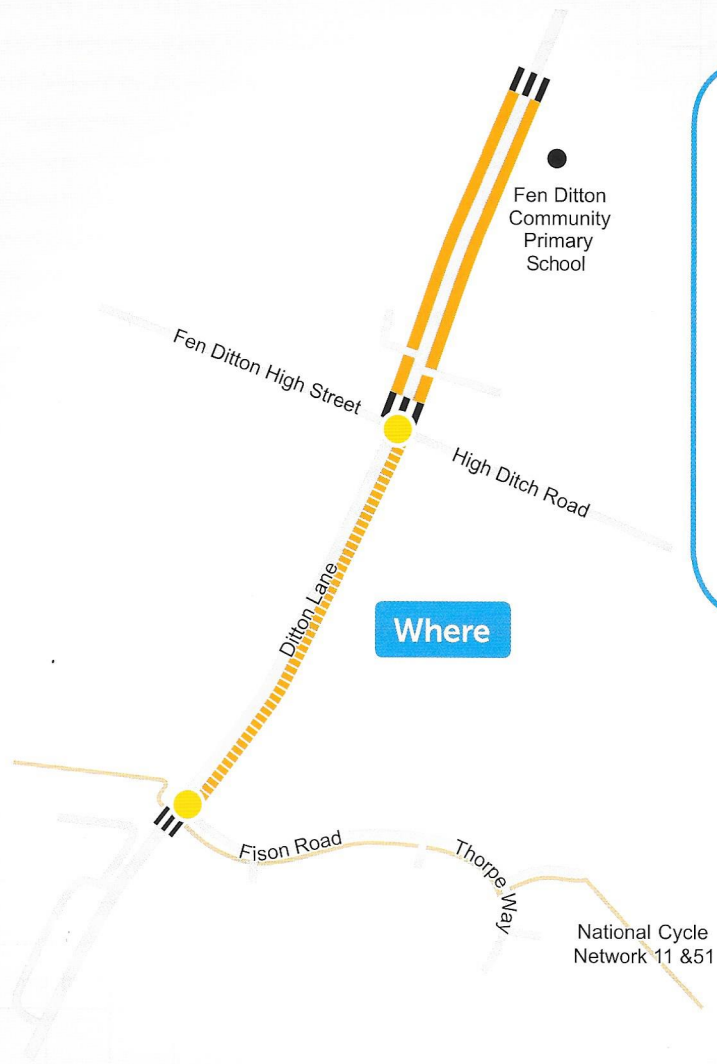 Fen Ditton
Community
Primary
School
Fen Ditton High Street
High Ditch Road
Ditton Lane
Where
Fison Road
Thorpe Way
National Cycle
Network 11 &51